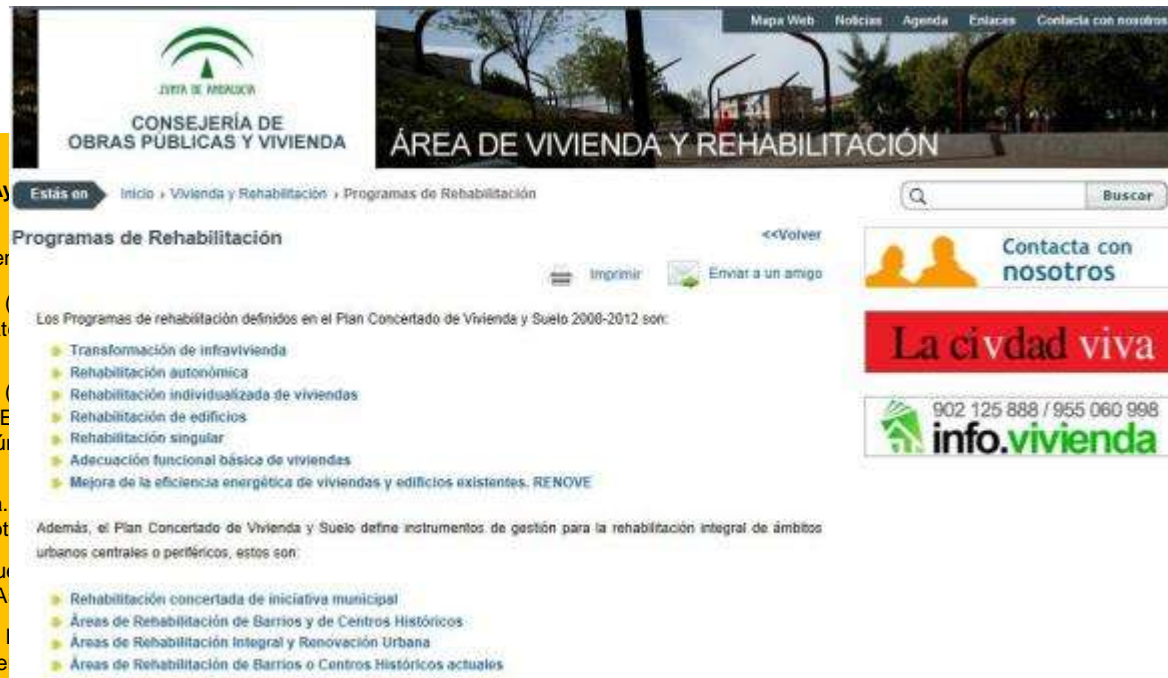 Mapa Web Noticias Agenda Enlaces Contacta con nosotros
JUNTA DE ANDALUCIA
CONSEJERÍA DE
OBRAS PÚBLICAS Y VIVIENDA
ÁREA DE VIVIENDA Y REHABILITACIÓN
Estás en Inicio › Vivienda y Rehabilitación › Programas de Rehabilitación
Buscar
Programas de Rehabilitación
<<Volver
Imprimir Enviar a un amigo
Contacta con
nosotros
Los Programas de rehabilitación definidos en el Plan Concertado de Vivienda y Suelo 2008-2012 son:
Transformación de infravivienda
Rehabilitación autonómica
Rehabilitación individualizada de viviendas
Rehabilitación de edificios
Rehabilitación singular
Adecuación funcional básica de viviendas
Mejora de la eficiencia energética de viviendas y edificios existentes. RENOVE
La civdad viva
902 125 888 / 955 060 998
info.vivienda
Además, el Plan Concertado de Vivienda y Suelo define instrumentos de gestión para la rehabilitación integral de ámbitos
urbanos centrales o periféricos, estos son:
Rehabilitación concertada de iniciativa municipal
Áreas de Rehabilitación de Barrios y de Centros Históricos
Áreas de Rehabilitación Integral y Renovación Urbana
Áreas de Rehabilitación de Barrios o Centros Históricos actuales